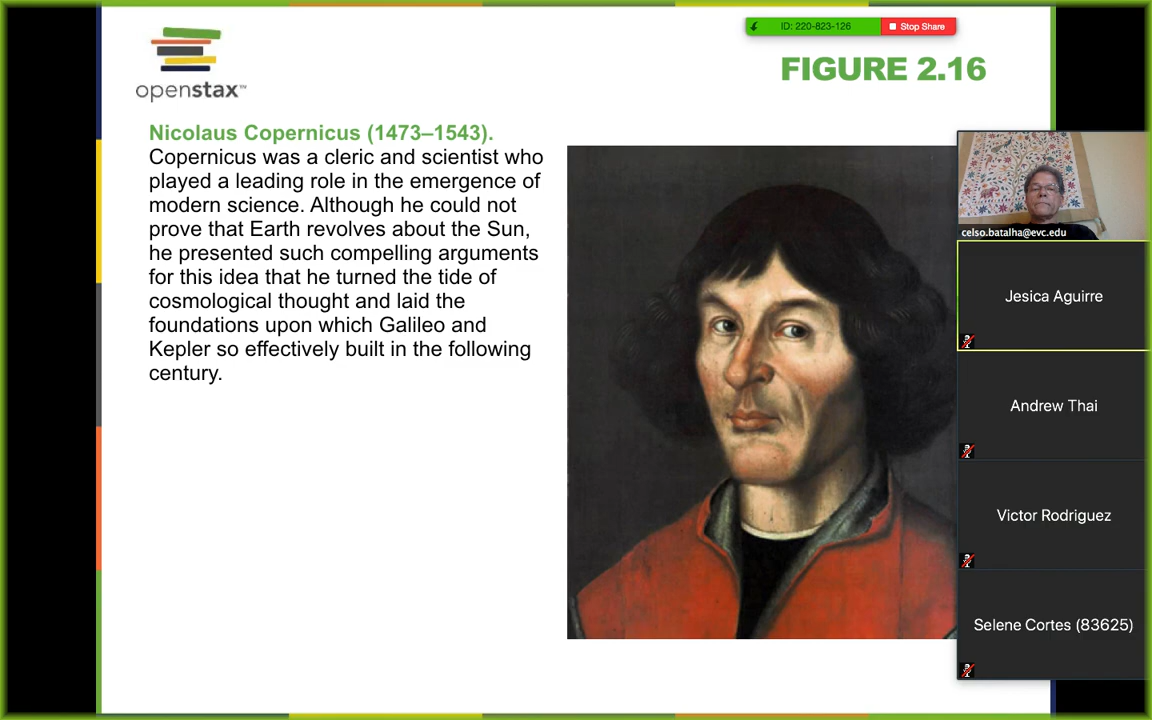 ID: 220-823-126
Stop Share
openstax™
FIGURE 2.16
Nicolaus Copernicus (1473–1543).
Copernicus was a cleric and scientist who
played a leading role in the emergence of
modern science. Although he could not
prove that Earth revolves about the Sun,
he presented such compelling arguments
for this idea that he turned the tide of
cosmological thought and laid the
foundations upon which Galileo and
Kepler so effectively built in the following
century.
celso.batalha@evc.edu
Jesica Aguirre
Andrew Thai
Victor Rodriguez
Selene Cortes (83625)